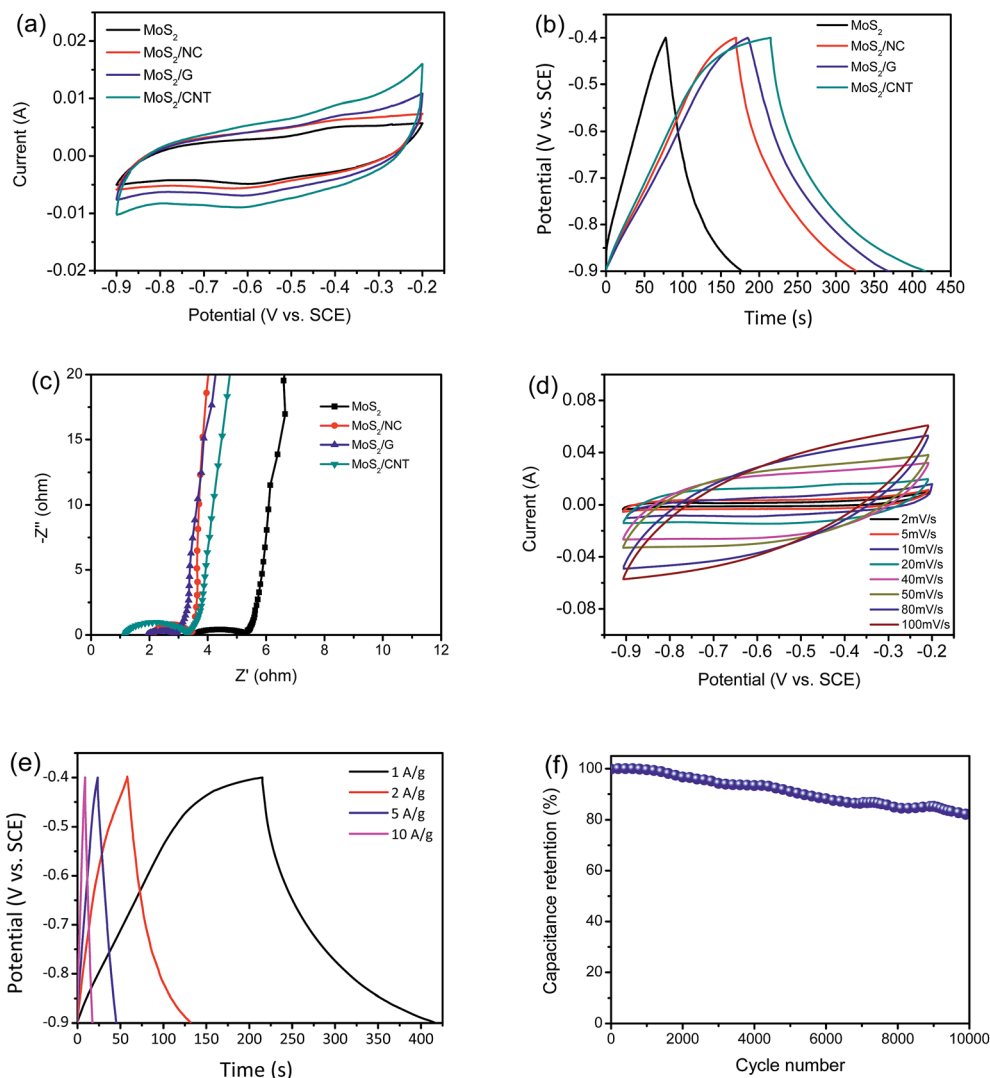 (a)
0.02
0.01
0.00
-0.01
-0.02
Current (A)
MoS2
MoS2/NC
MoS2/G
MoS2/CNT
-0.9 -0.8 -0.7 -0.6 -0.5 -0.4 -0.3 -0.2
Potential (V vs. SCE)
(b)
-0.4
-0.5
-0.6
-0.7
-0.8
-0.9
Potential (V vs. SCE)
MoS2
MoS2/NC
MoS2/G
MoS2/CNT
0 50 100 150 200 250 300 350 400 450
Time (s)
(c)
20
15
10
5
0
-Z" (ohm)
MoS2
MoS2/NC
MoS2/G
MoS2/CNT
0 2 4 6 8 10 12
Z' (ohm)
(d)
0.08
0.04
0.00
-0.04
-0.08
Current (A)
2mV/s
5mV/s
10mV/s
20mV/s
40mV/s
50mV/s
80mV/s
100mV/s
-0.9 -0.8 -0.7 -0.6 -0.5 -0.4 -0.3 -0.2
Potential (V vs. SCE)
(e)
-0.4
-0.5
-0.6
-0.7
-0.8
-0.9
Potential (V vs. SCE)
1 A/g
2 A/g
5 A/g
10 A/g
0 50 100 150 200 250 300 350 400
Time (s)
(f)
120
100
80
60
40
20
0
Capacitance retention (%)
0 2000 4000 6000 8000 10000
Cycle number